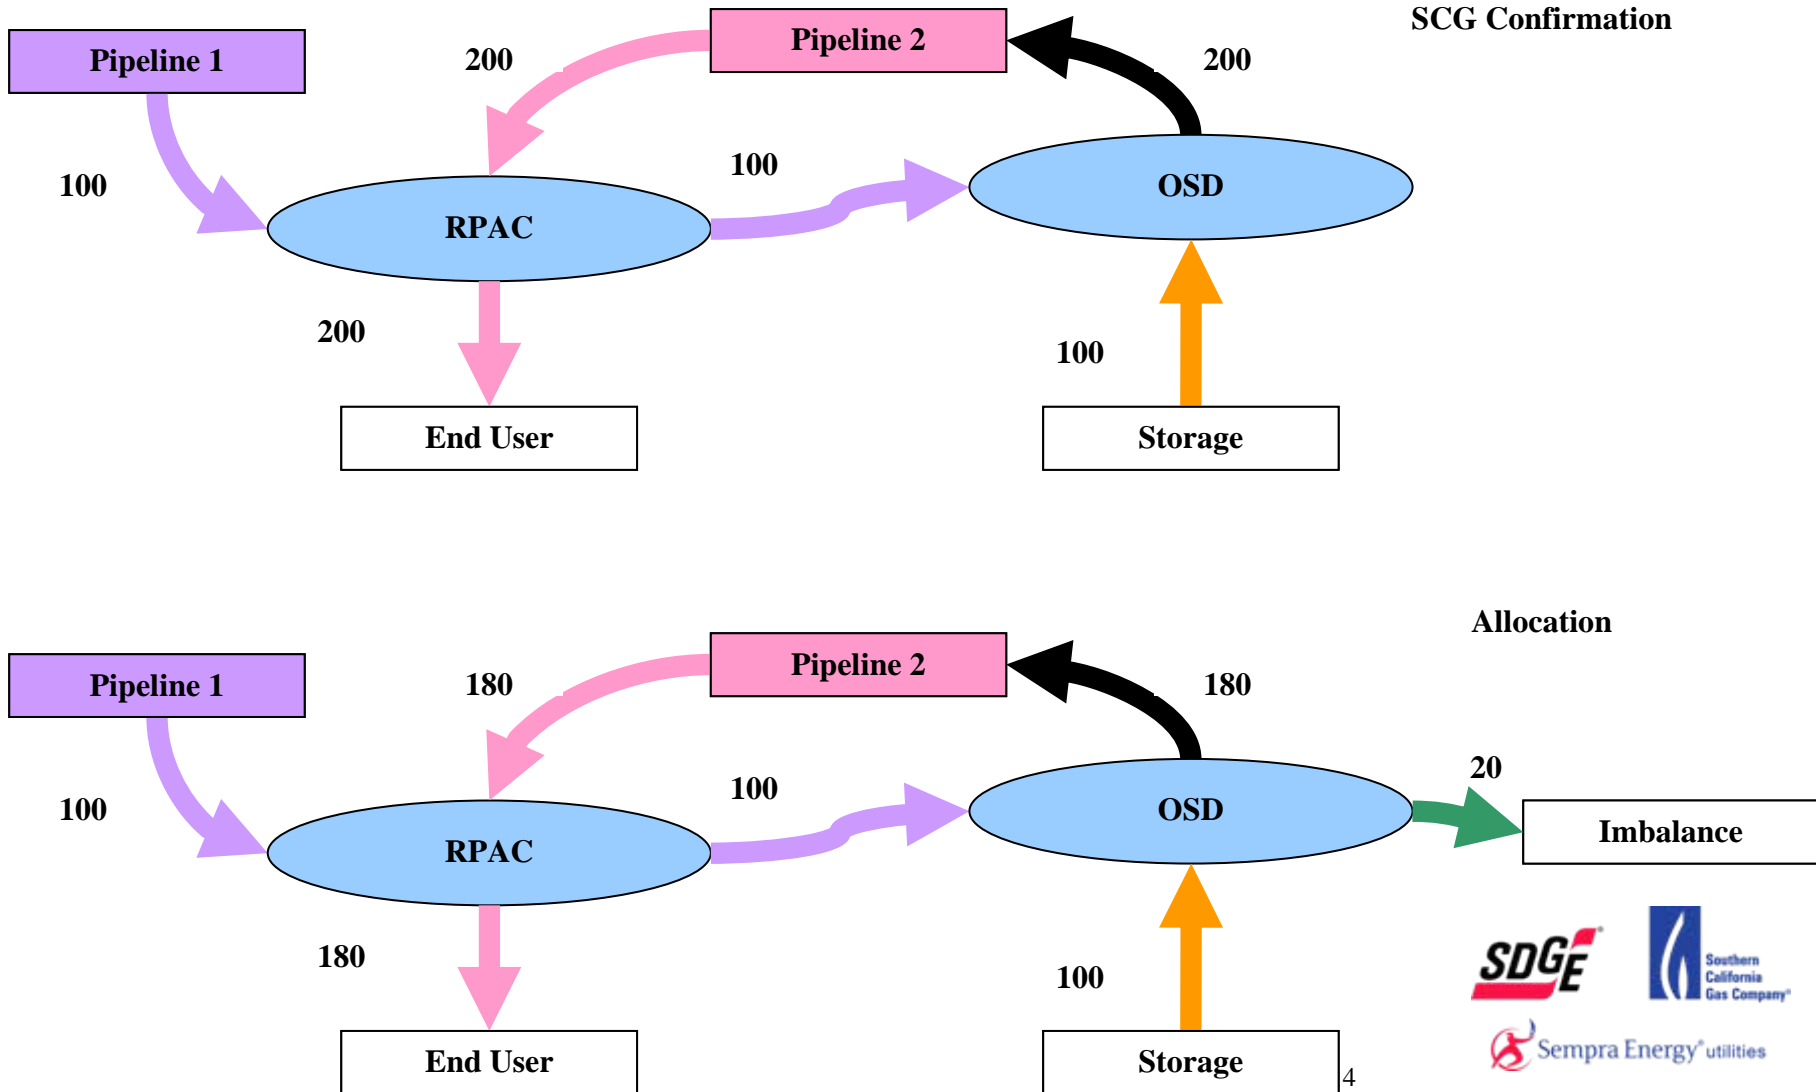 SCG Confirmation
Pipeline 1
200
Pipeline 2
200
100
100
RPAC
OSD
200
100
End User
Storage
Allocation
Pipeline 1
180
Pipeline 2
180
100
100
20
RPAC
OSD
Imbalance
180
100
SDGE®
Southern
California
Gas Company®
End User
Storage
Sempra Energy® utilities
4